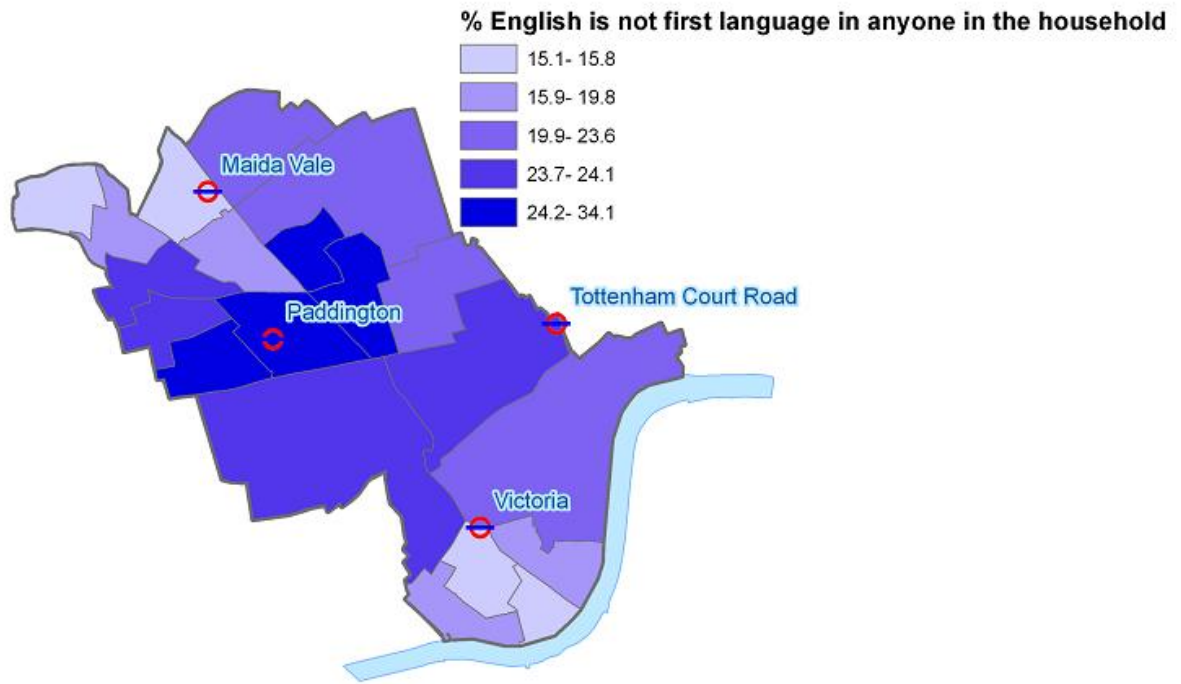 % English is not first language in anyone in the household
15.1- 15.8
15.9- 19.8
19.9- 23.6
23.7- 24.1
24.2- 34.1
Maida Vale
Tottenham Court Road
Paddington
Victoria